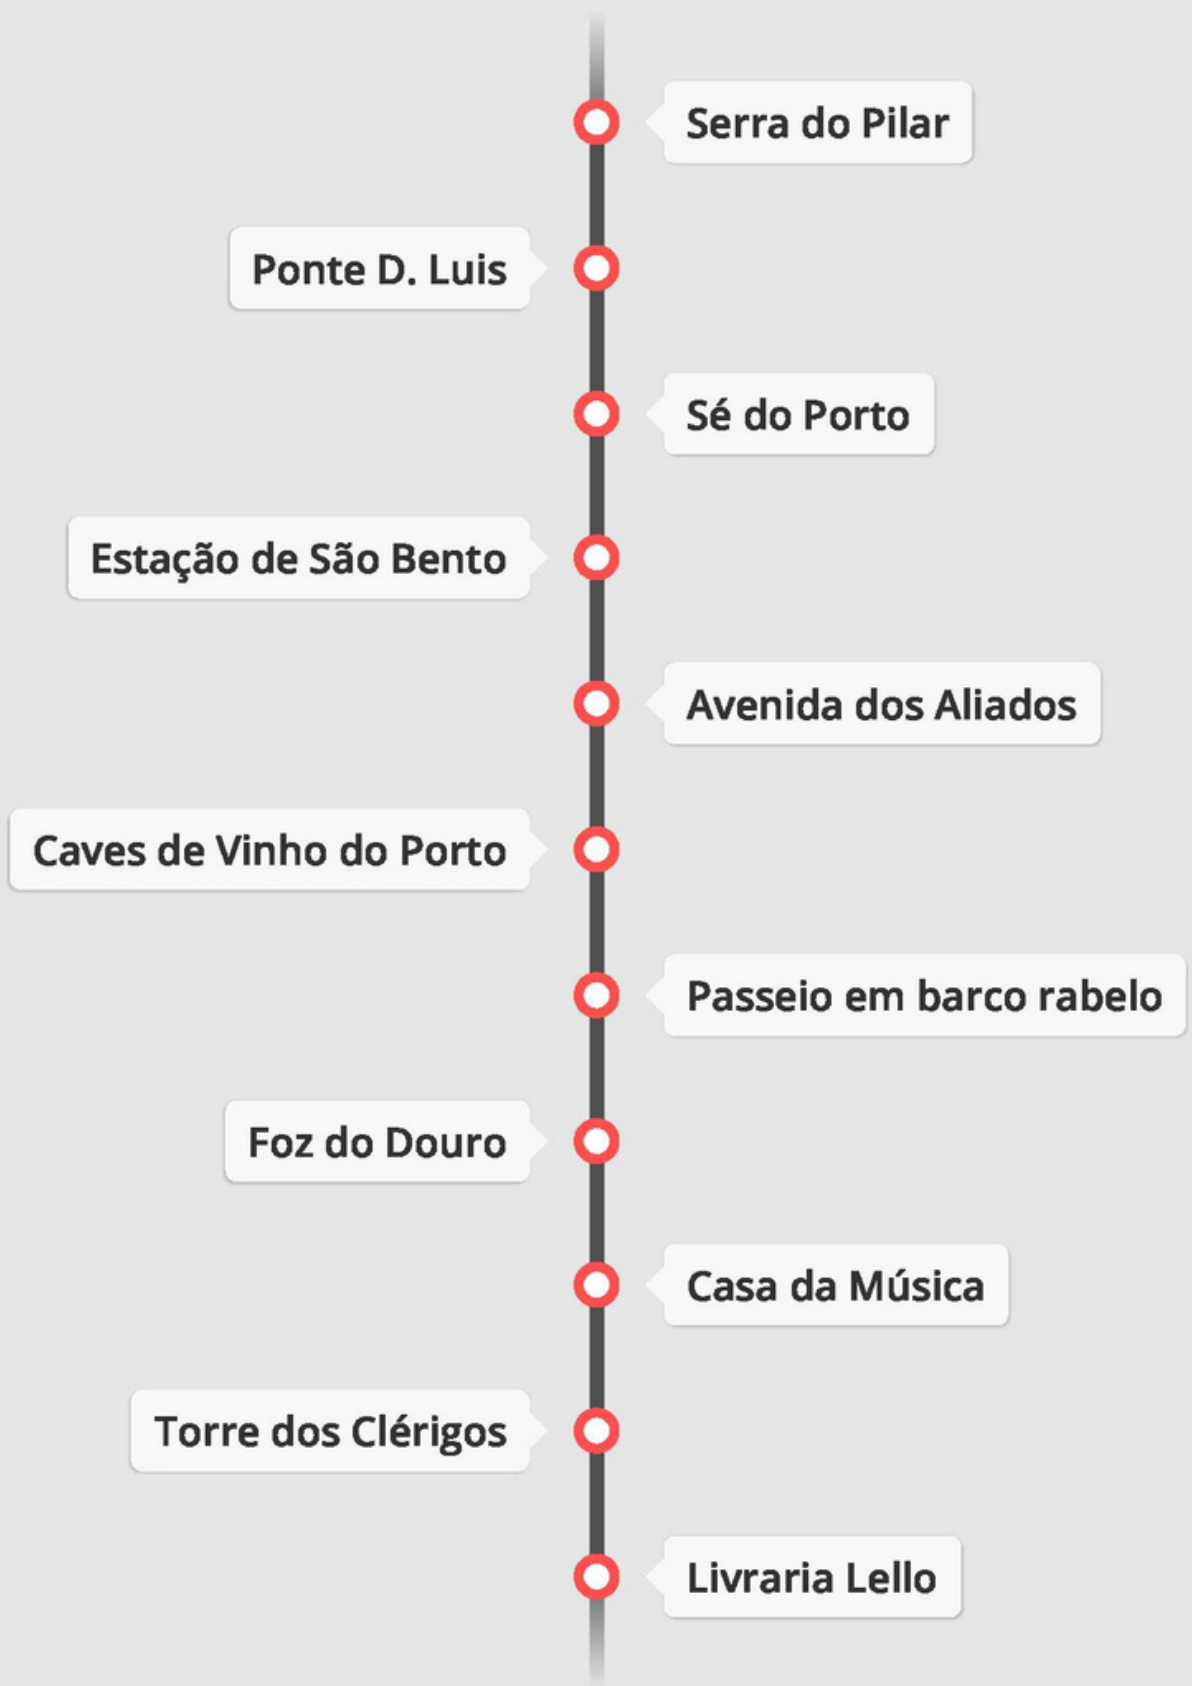 Serra do Pilar
Ponte D. Luis
Sé do Porto
Estação de São Bento
Avenida dos Aliados
Caves de Vinho do Porto
Passeio em barco rabelo
Foz do Douro
Casa da Música
Torre dos Clérigos
Livraria Lello